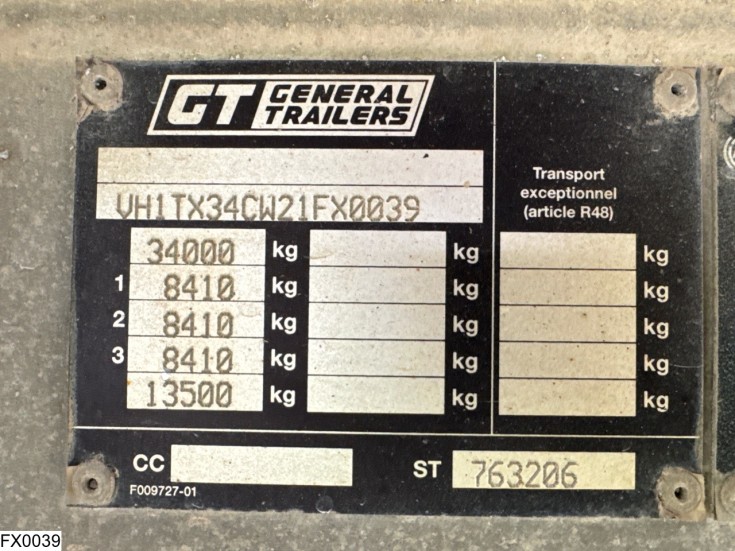 GT GENERAL
TRAILERS
VH1TX34CW21FX0039
Transport
exceptionnel
(article R48)
34000 kg kg kg
1 8410 kg kg kg
2 8410 kg kg kg
3 8410 kg kg kg
13500 kg kg kg
CC ST 763206
F009727-01
FX0039